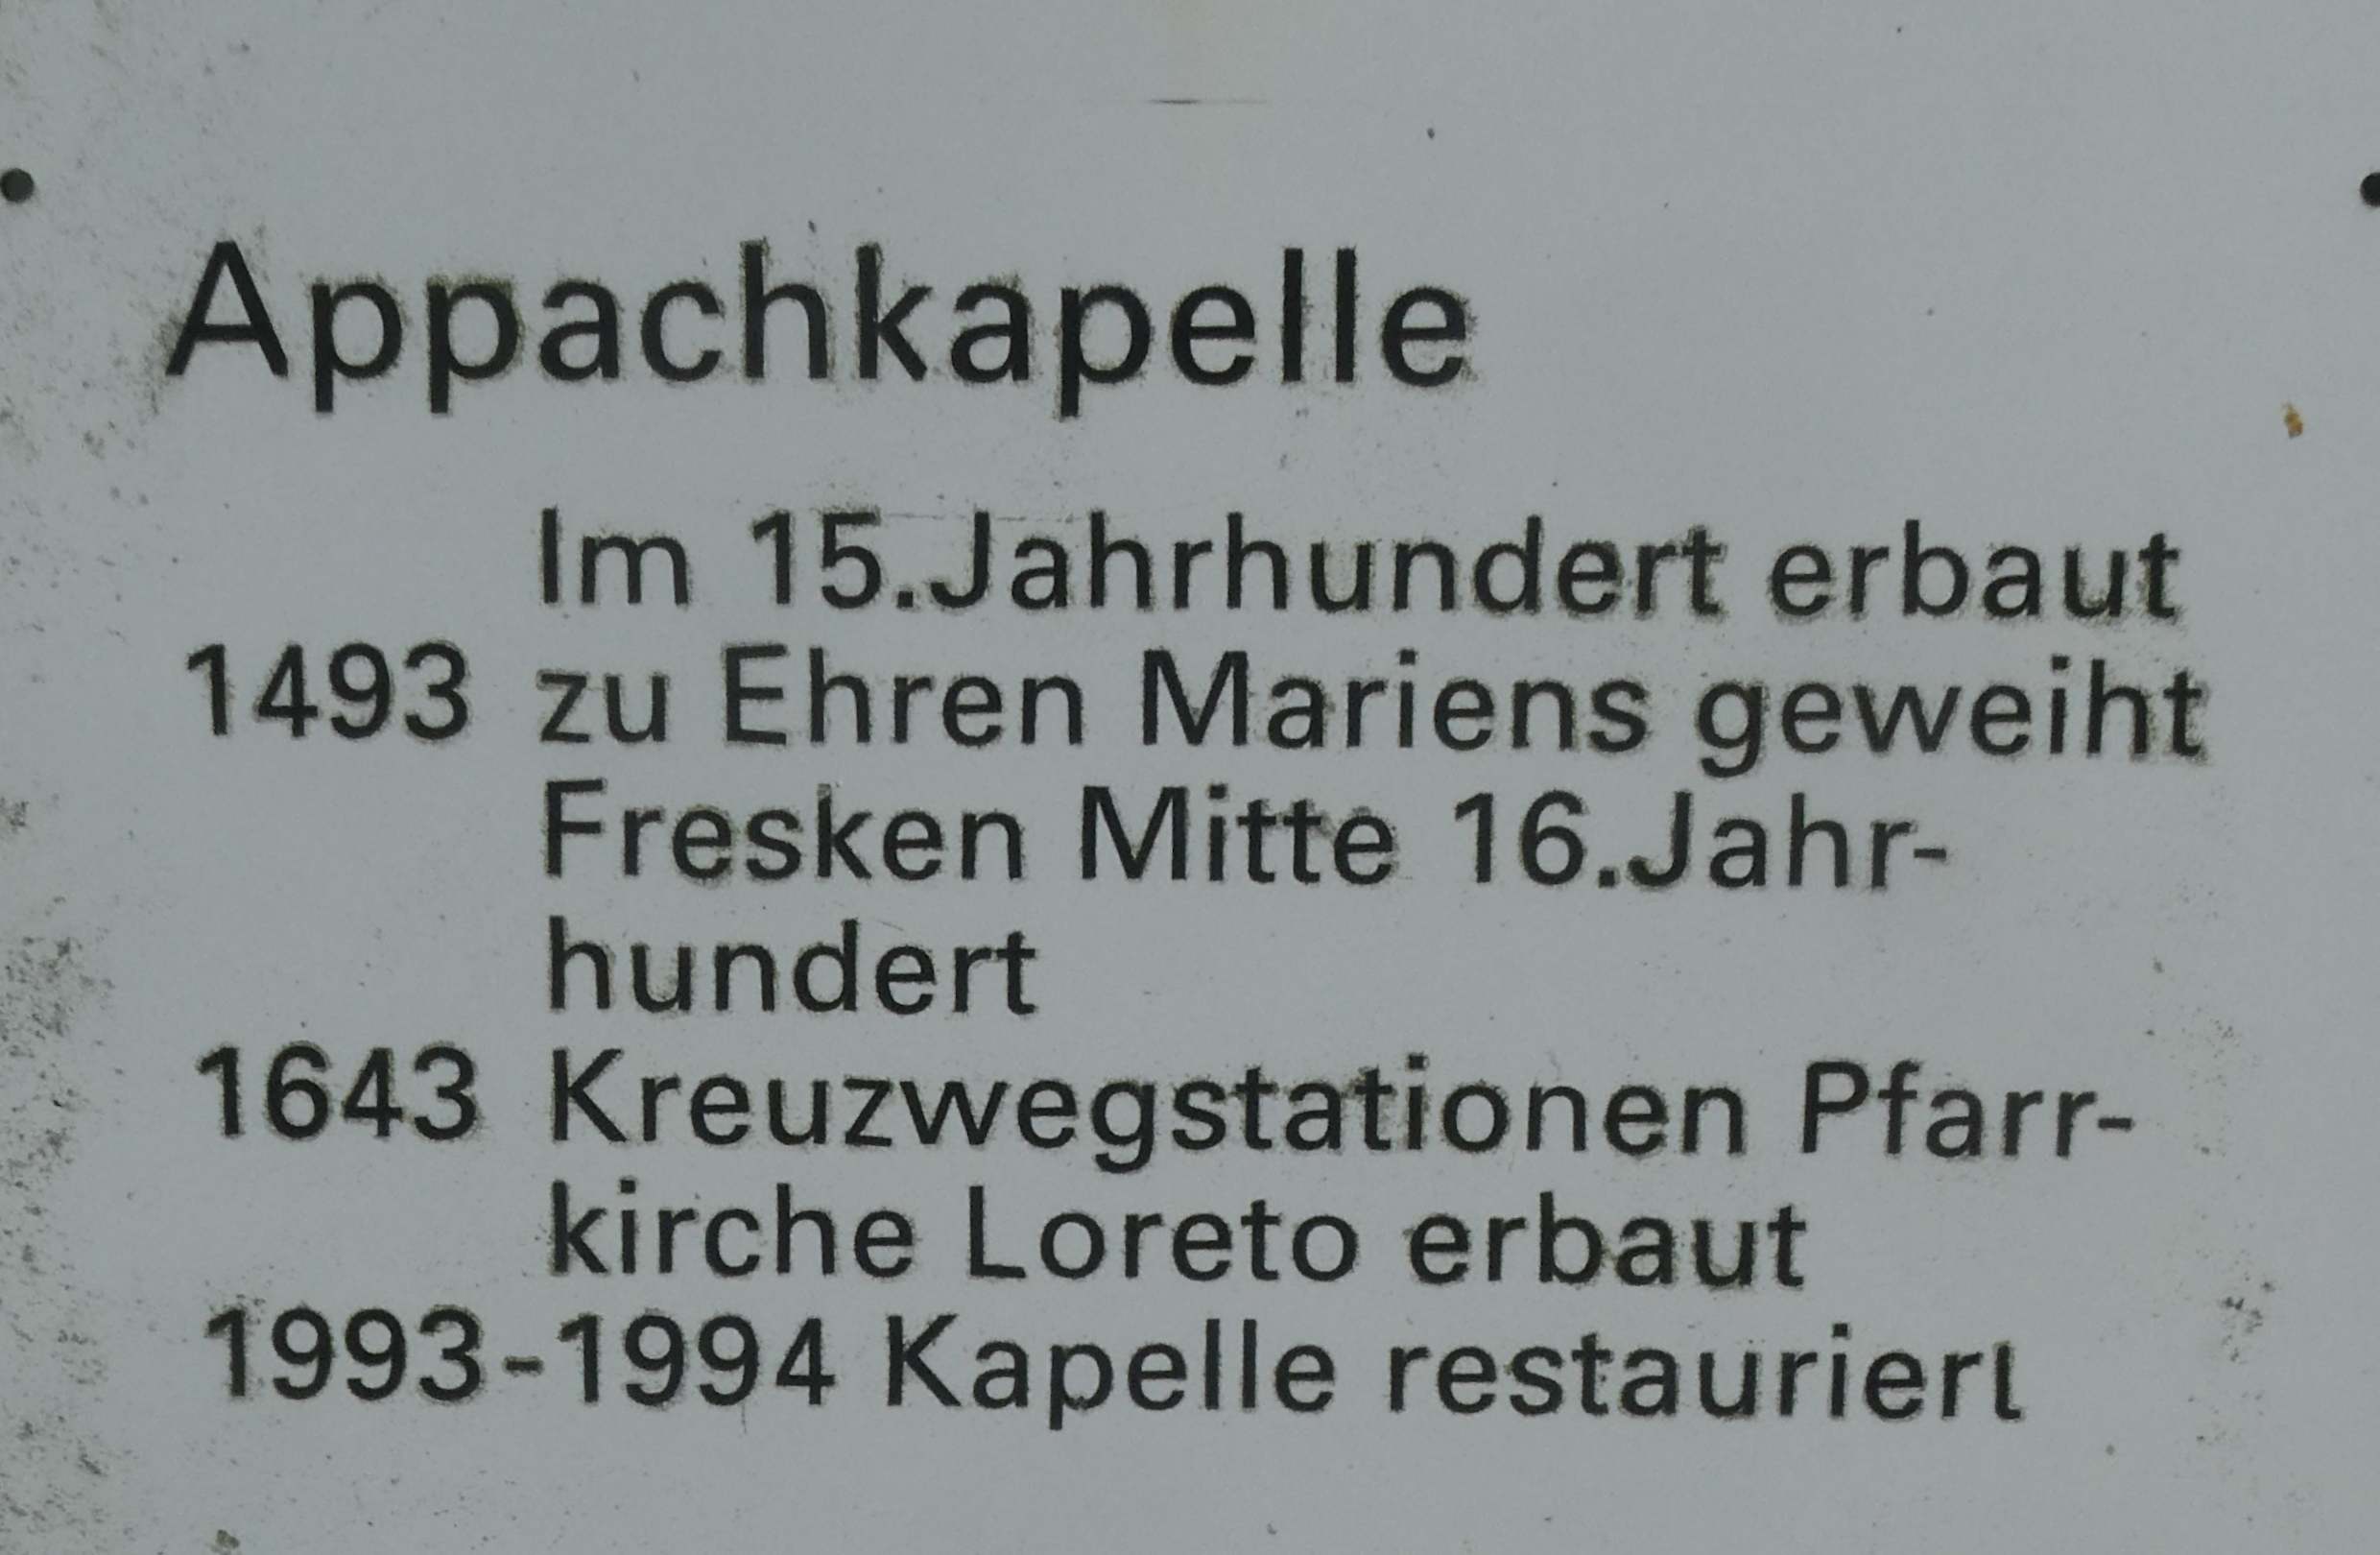 Appachkapelle
Im 15.Jahrhundert erbaut
1493 zu Ehren Mariens geweiht
Fresken Mitte 16.Jahr-
hundert
1643 Kreuzwegstationen Pfarr-
kirche Loreto erbaut
1993-1994 Kapelle restauriert